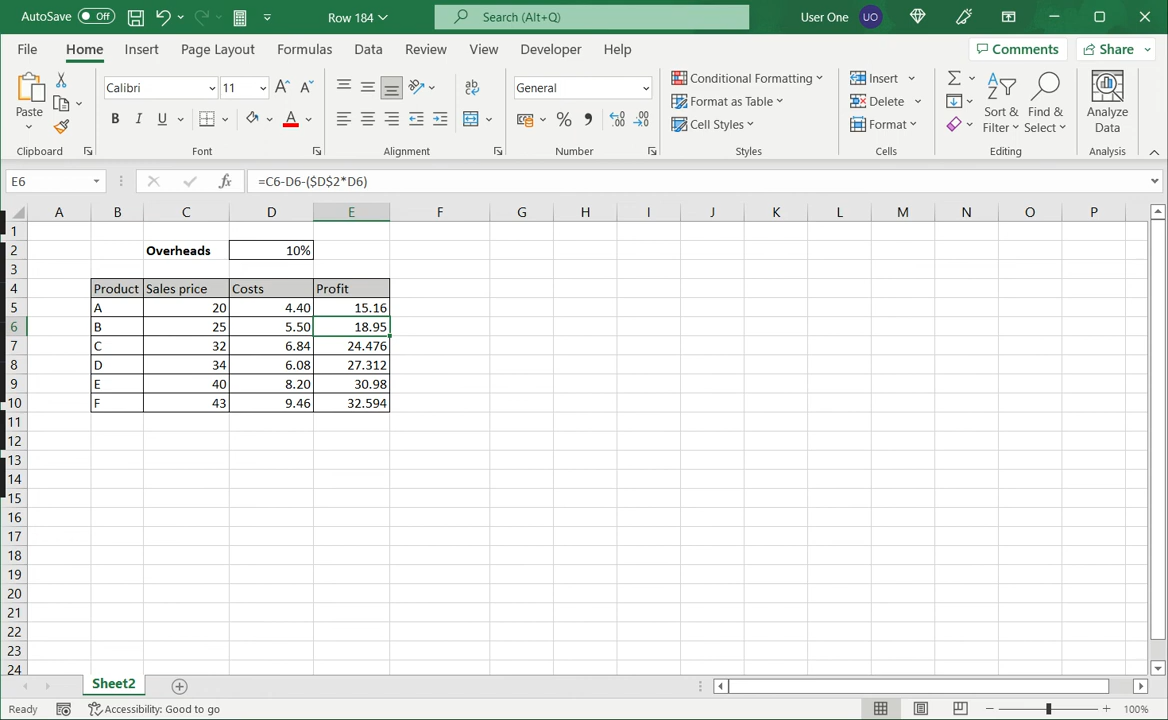 AutoSave Off Row 184 Search (Alt+Q) User One UO
File Home Insert Page Layout Formulas Data Review View Developer Help Comments Share
Paste Calibri 11 ab General Conditional Formatting Insert Sort & Find & Analyze
B I U % Format as Table Delete Filter Select Data
Cell Styles Format
Clipboard Font Alignment Number Styles Cells Editing Analysis
E6 fx =C6-D6-($D$2*D6)
A B C D E F G H I J K L M N O P
1
2 Overheads 10%
3
4 Product Sales price Costs Profit
5 A 20 4.40 15.16
6 B 25 5.50 18.95
7 C 32 6.84 24.476
8 D 34 6.08 27.312
9 E 40 8.20 30.98
10 F 43 9.46 32.594
11
12
13
14
15
16
17
18
19
20
21
22
23
24
Sheet2
Ready Accessibility: Good to go 100%